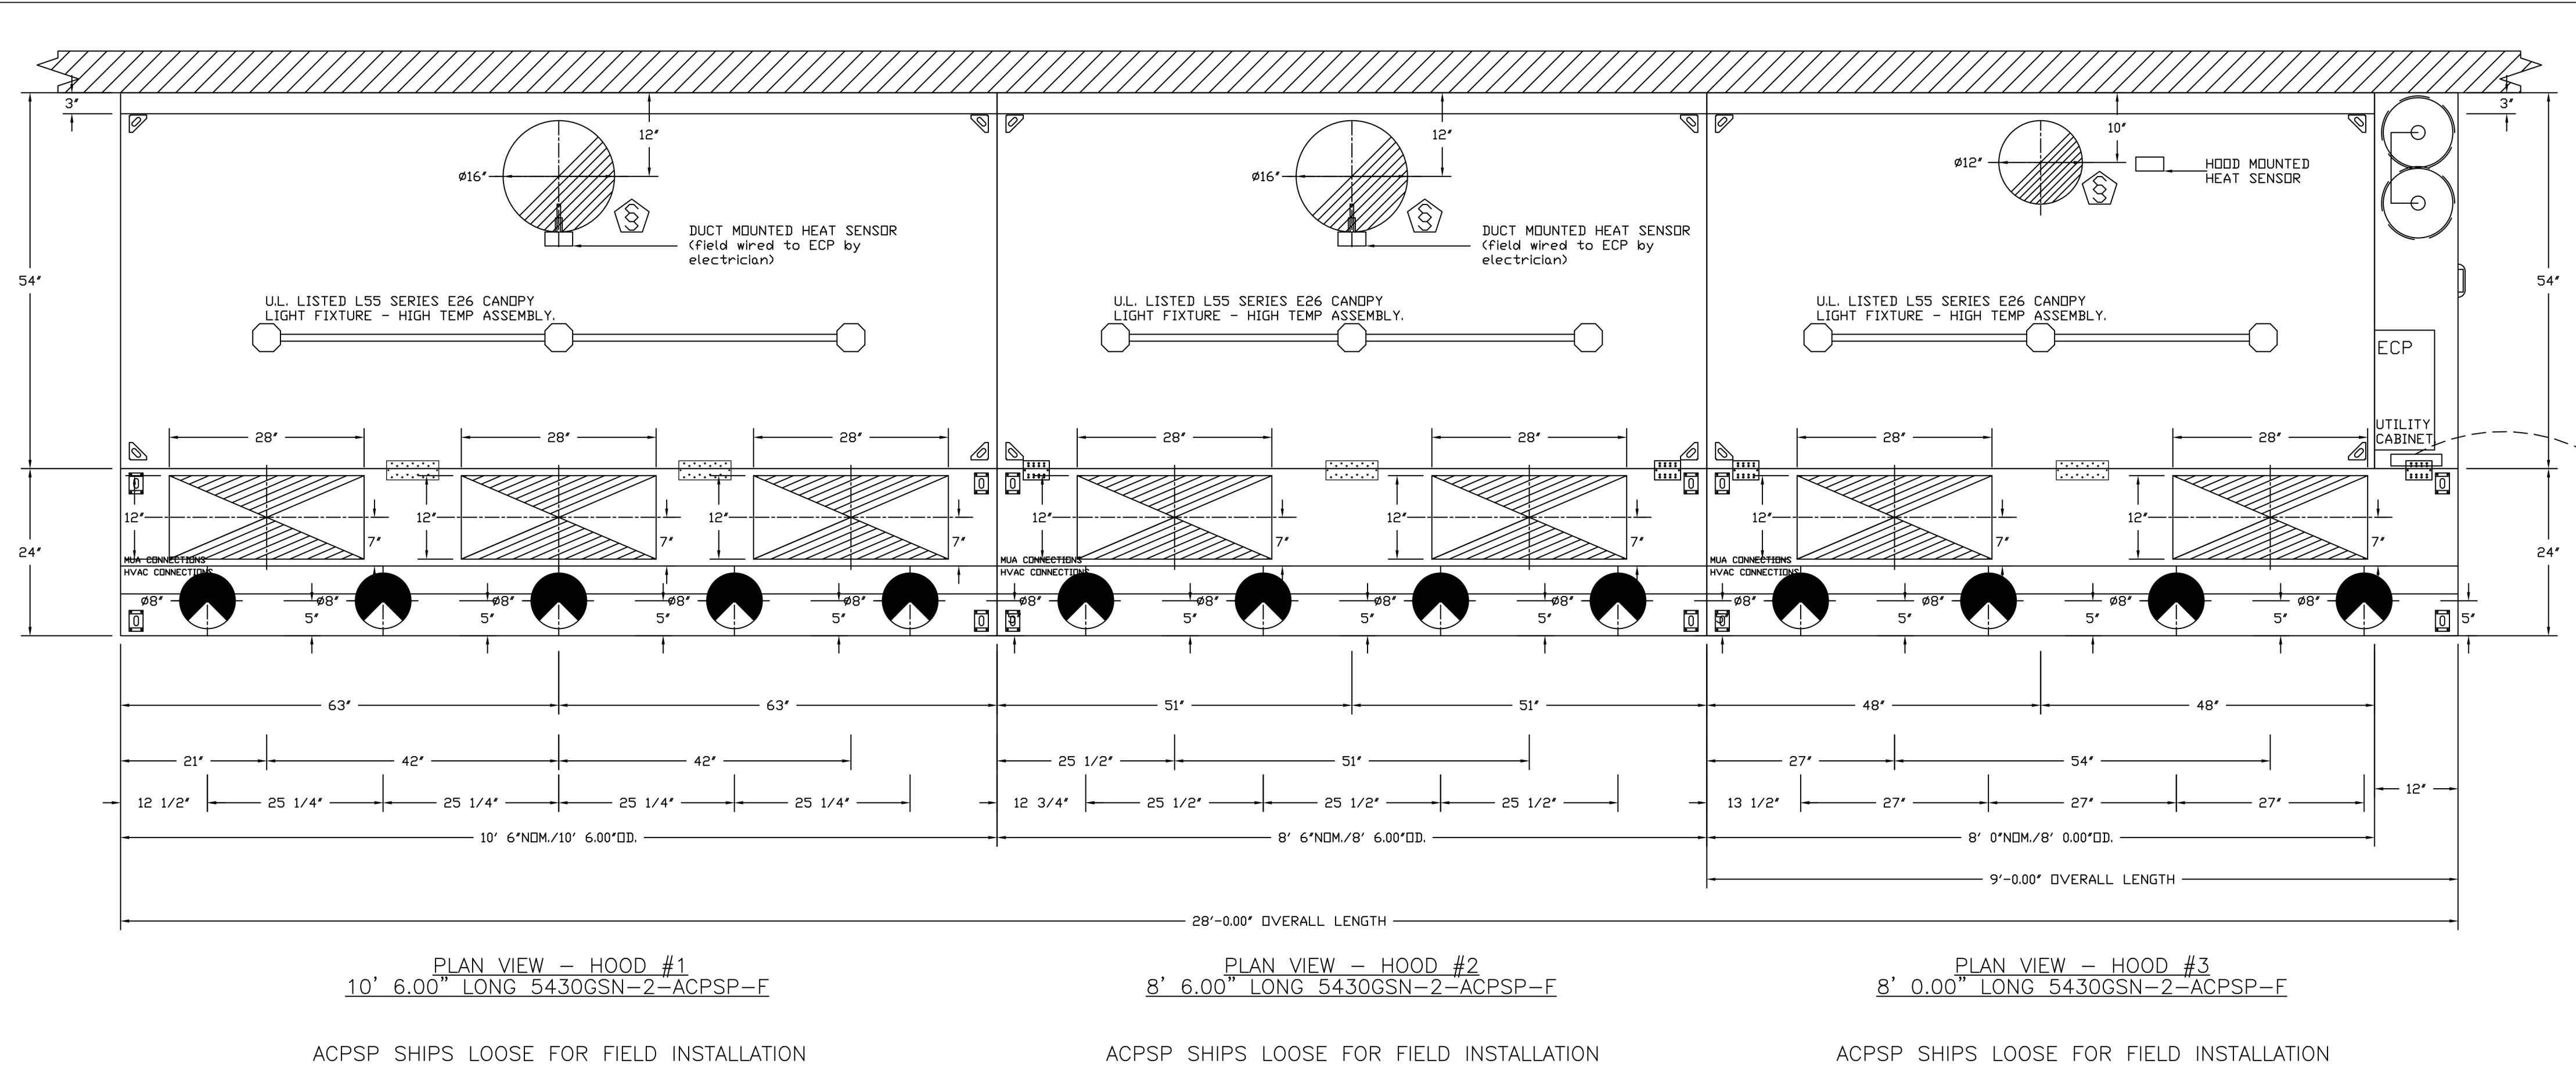 3"
12"
12"
10"
3"
ø16"
ø16"
ø12"
HOOD MOUNTED
HEAT SENSOR
DUCT MOUNTED HEAT SENSOR
(field wired to ECP by
electrician)
DUCT MOUNTED HEAT SENSOR
(field wired to ECP by
electrician)
54"
54"
U.L. LISTED L55 SERIES E26 CANOPY
LIGHT FIXTURE - HIGH TEMP ASSEMBLY.
U.L. LISTED L55 SERIES E26 CANOPY
LIGHT FIXTURE - HIGH TEMP ASSEMBLY.
U.L. LISTED L55 SERIES E26 CANOPY
LIGHT FIXTURE - HIGH TEMP ASSEMBLY.
ECP
UTILITY
CABINET
28" 28" 28" 28" 28" 28" 28"
12" 12" 12" 12" 12" 12" 12"
7" 7" 7" 7" 7" 7" 7"
24" 24"
MUA CONNECTIONS MUA CONNECTIONS MUA CONNECTIONS
HVAC CONNECTIONS HVAC CONNECTIONS HVAC CONNECTIONS
ø8" ø8" ø8" ø8" ø8" ø8" ø8" ø8" ø8" ø8" ø8" ø8" ø8"
5" 5" 5" 5" 5" 5" 5" 5" 5" 5" 5" 5" 5"
63" 63" 51" 51" 48" 48"
21" 42" 42" 25 1/2" 51" 27" 54"
12 1/2" 25 1/4" 25 1/4" 25 1/4" 25 1/4" 12 3/4" 25 1/2" 25 1/2" 25 1/2" 13 1/2" 27" 27" 27" 12"
10' 6"NOM./10' 6.00"OD. 8' 6"NOM./8' 6.00"OD. 8' 0"NOM./8' 0.00"OD.
9'-0.00" OVERALL LENGTH
28'-0.00" OVERALL LENGTH
PLAN VIEW - HOOD #1
10' 6.00" LONG 5430GSN-2-ACPSP-F
PLAN VIEW - HOOD #2
8' 6.00" LONG 5430GSN-2-ACPSP-F
PLAN VIEW - HOOD #3
8' 0.00" LONG 5430GSN-2-ACPSP-F
ACPSP SHIPS LOOSE FOR FIELD INSTALLATION
ACPSP SHIPS LOOSE FOR FIELD INSTALLATION
ACPSP SHIPS LOOSE FOR FIELD INSTALLATION